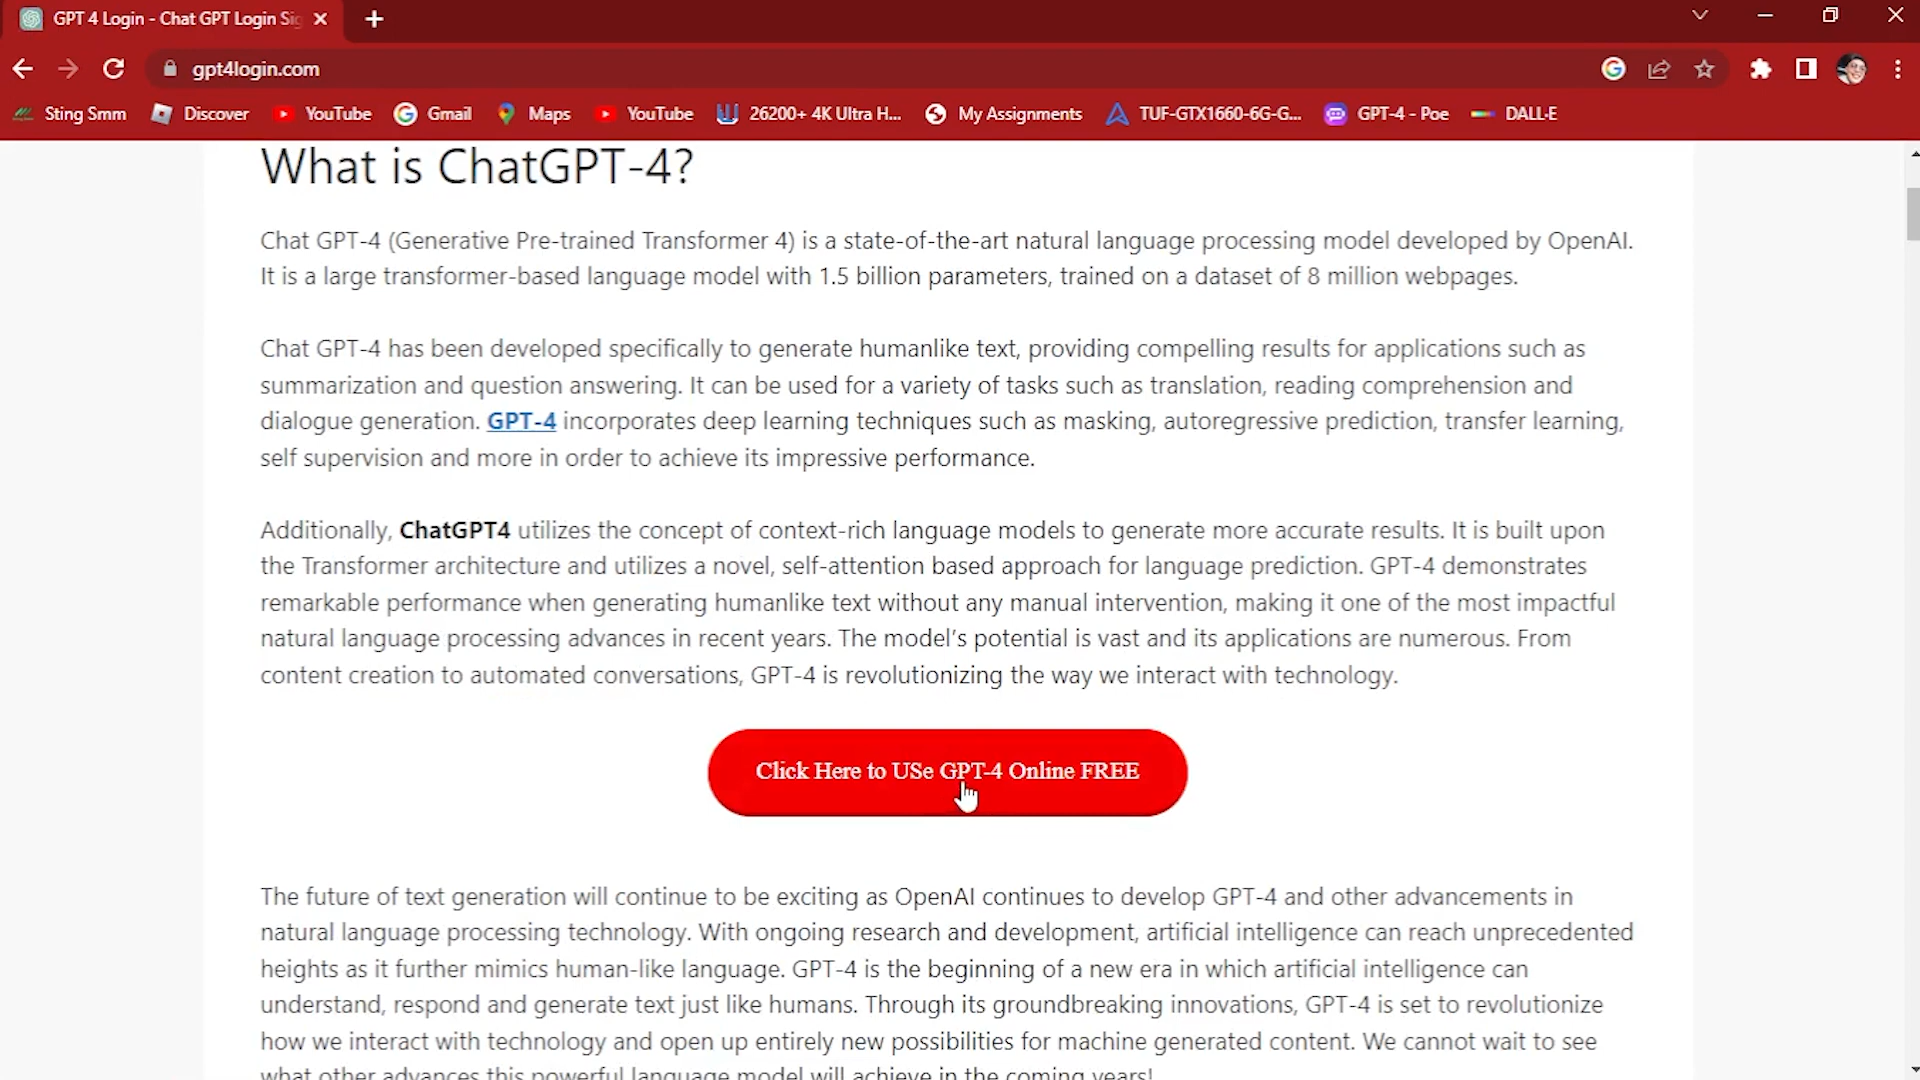 GPT 4 Login - Chat GPT Login Sig
gpt4login.com
Sting Smm Discover YouTube Gmail Maps YouTube 26200+ 4K Ultra H... My Assignments TUF-GTX1660-6G-G... GPT-4 - Poe DALL·E
What is ChatGPT-4?
Chat GPT-4 (Generative Pre-trained Transformer 4) is a state-of-the-art natural language processing model developed by OpenAI.
It is a large transformer-based language model with 1.5 billion parameters, trained on a dataset of 8 million webpages.
Chat GPT-4 has been developed specifically to generate humanlike text, providing compelling results for applications such as
summarization and question answering. It can be used for a variety of tasks such as translation, reading comprehension and
dialogue generation. GPT-4 incorporates deep learning techniques such as masking, autoregressive prediction, transfer learning,
self supervision and more in order to achieve its impressive performance.
Additionally, ChatGPT4 utilizes the concept of context-rich language models to generate more accurate results. It is built upon
the Transformer architecture and utilizes a novel, self-attention based approach for language prediction. GPT-4 demonstrates
remarkable performance when generating humanlike text without any manual intervention, making it one of the most impactful
natural language processing advances in recent years. The model's potential is vast and its applications are numerous. From
content creation to automated conversations, GPT-4 is revolutionizing the way we interact with technology.
Click Here to USe GPT-4 Online FREE
The future of text generation will continue to be exciting as OpenAI continues to develop GPT-4 and other advancements in
natural language processing technology. With ongoing research and development, artificial intelligence can reach unprecedented
heights as it further mimics human-like language. GPT-4 is the beginning of a new era in which artificial intelligence can
understand, respond and generate text just like humans. Through its groundbreaking innovations, GPT-4 is set to revolutionize
how we interact with technology and open up entirely new possibilities for machine generated content. We cannot wait to see
what other advances this powerful language model will achieve in the coming years!